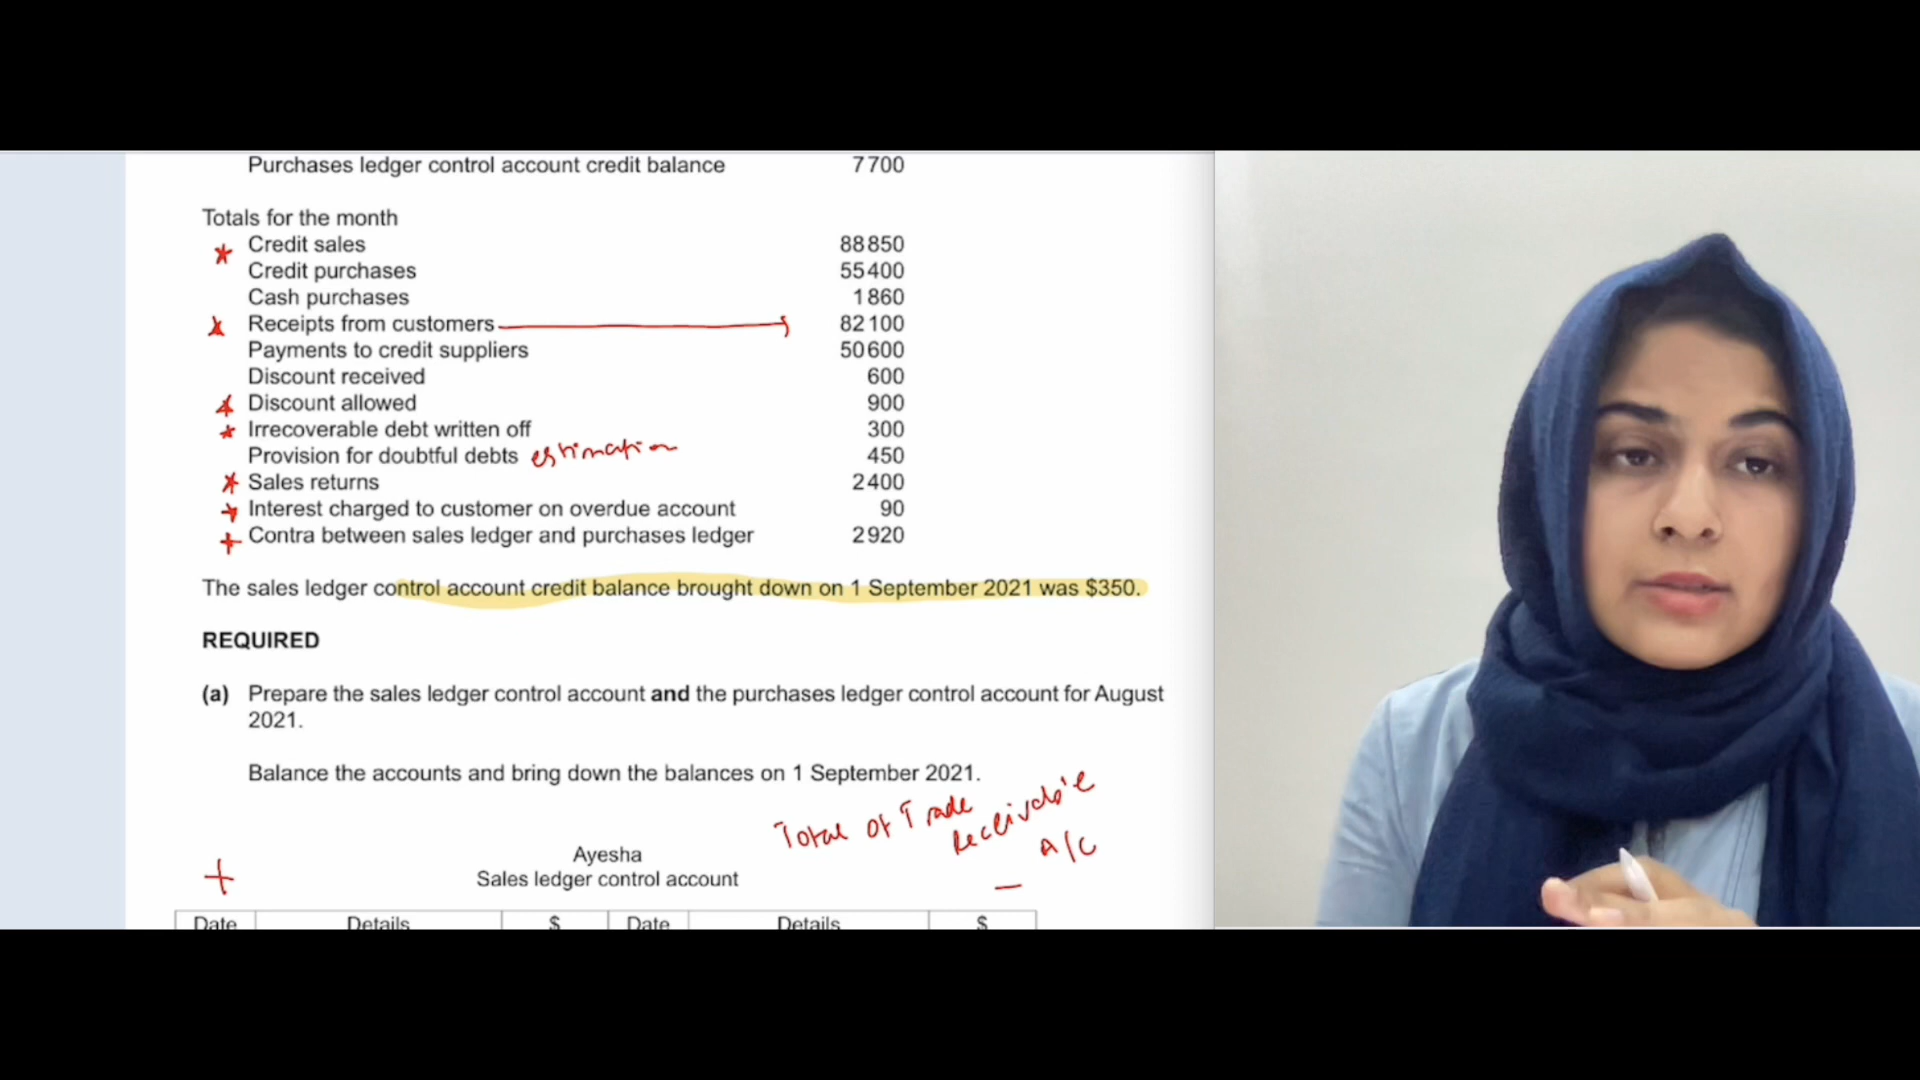 Purchases ledger control account credit balance 7700
Totals for the month
Credit sales 88850
Credit purchases 55400
Cash purchases 1860
Receipts from customers 82100
Payments to credit suppliers 50600
Discount received 600
Discount allowed 900
Irrecoverable debt written off 300
Provision for doubtful debts estimation 450
Sales returns 2400
Interest charged to customer on overdue account 90
Contra between sales ledger and purchases ledger 2920
The sales ledger control account credit balance brought down on 1 September 2021 was $350.
REQUIRED
(a) Prepare the sales ledger control account and the purchases ledger control account for August
2021.
Balance the accounts and bring down the balances on 1 September 2021.
Total of Trade
A/C
Ayesha
+ Sales ledger control account −
Date Details $ Date Details $